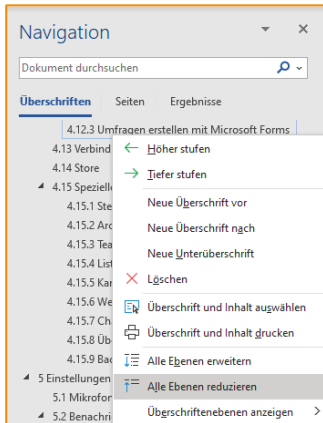 Navigation
Dokument durchsuchen
Überschriften Seiten Ergebnisse
4.12.3 Umfragen erstellen mit Microsoft Forms
4.13 Verbind
Höher stufen
4.14 Store
Tiefer stufen
4.15 Speziell
Neue Überschrift vor
4.15.1 Ste
4.15.2 Arc
Neue Überschrift nach
4.15.3 Tea
Neue Unterüberschrift
4.15.4 List
Löschen
4.15.5 Kar
4.15.6 We
Überschrift und Inhalt auswählen
4.15.7 Ch
Überschrift und Inhalt drucken
4.15.8 Üb
Alle Ebenen erweitern
4.15.9 Bac
5 Einstellungen
Alle Ebenen reduzieren
5.1 Mikrofor
Überschriftenebenen anzeigen
5.2 Benachri